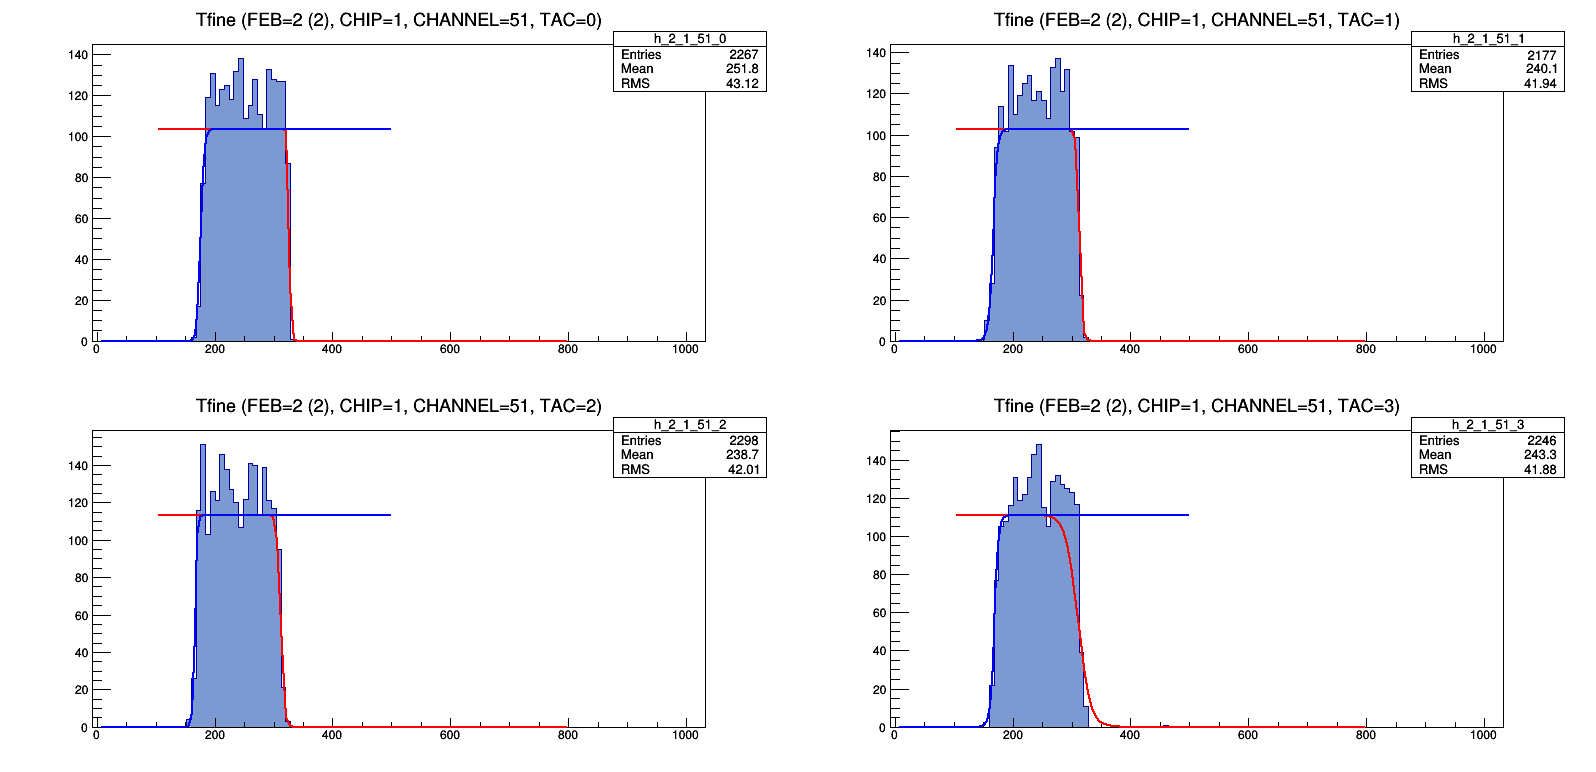 Tfine (FEB=2 (2), CHIP=1, CHANNEL=51, TAC=0)
h_2_1_51_0
Entries 2267
Mean 251.8
RMS 43.12
140
120
100
80
60
40
20
0
0 200 400 600 800 1000
Tfine (FEB=2 (2), CHIP=1, CHANNEL=51, TAC=1)
h_2_1_51_1
Entries 2177
Mean 240.1
RMS 41.94
140
120
100
80
60
40
20
0
0 200 400 600 800 1000
Tfine (FEB=2 (2), CHIP=1, CHANNEL=51, TAC=2)
h_2_1_51_2
Entries 2298
Mean 238.7
RMS 42.01
140
120
100
80
60
40
20
0
0 200 400 600 800 1000
Tfine (FEB=2 (2), CHIP=1, CHANNEL=51, TAC=3)
h_2_1_51_3
Entries 2246
Mean 243.3
RMS 41.88
140
120
100
80
60
40
20
0
0 200 400 600 800 1000